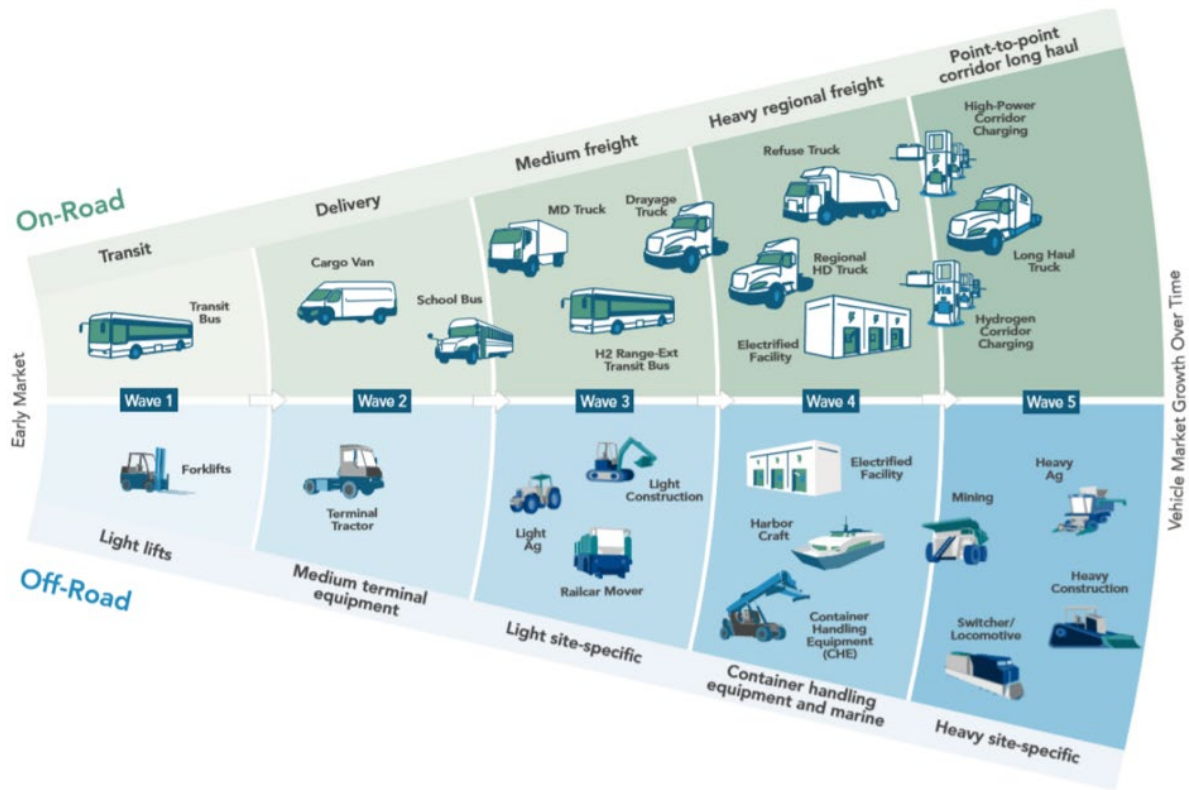 On-Road
Transit
Delivery
Medium freight
Heavy regional freight
Point-to-point
corridor long haul
Transit
Bus
Cargo Van
School Bus
MD Truck
Drayage
Truck
H2 Range-Ext
Transit Bus
Refuse Truck
Regional
HD Truck
Electrified
Facility
High-Power
Corridor
Charging
Long Haul
Truck
H₂
Hydrogen
Corridor
Charging
Early Market
Wave 1
Wave 2
Wave 3
Wave 4
Wave 5
Vehicle Market Growth Over Time
Forklifts
Terminal
Tractor
Light
Construction
Light
Ag
Railcar Mover
Electrified
Facility
Harbor
Craft
Container
Handling
Equipment
(CHE)
Heavy
Ag
Mining
Heavy
Construction
Switcher/
Locomotive
Off-Road
Light lifts
Medium terminal
equipment
Light site-specific
Container handling
equipment and marine
Heavy site-specific